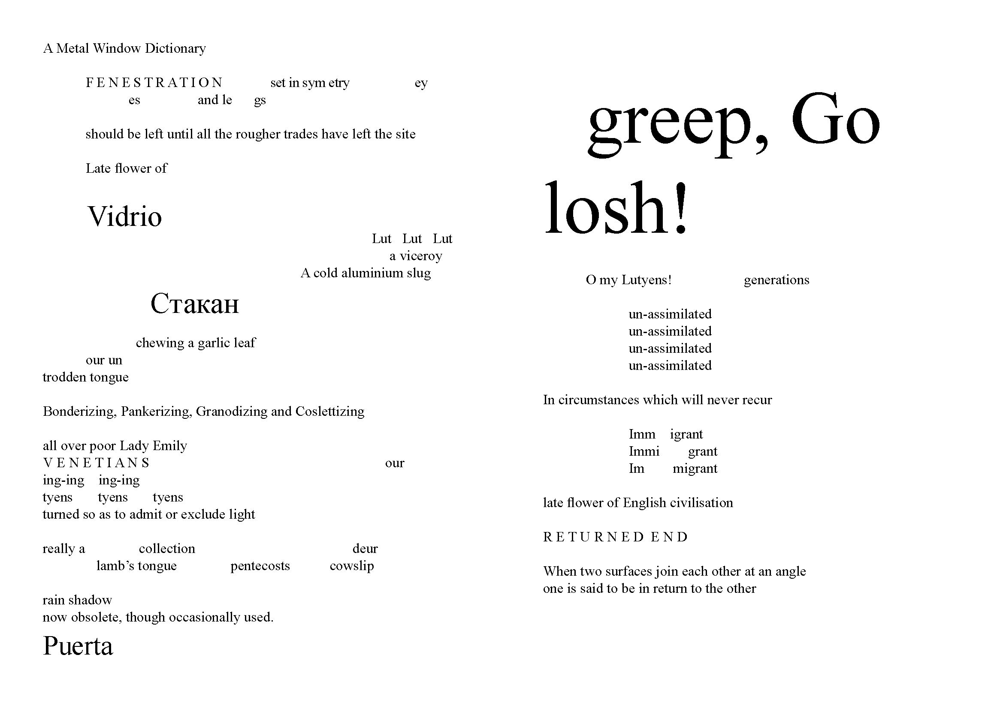 A Metal Window Dictionary
F E N E S T R A T I O N set in sym etry ey
es and le gs
should be left until all the rougher trades have left the site
Late flower of
Vidrio
Lut Lut Lut
a viceroy
A cold aluminium slug
Стакан
chewing a garlic leaf
our un
trodden tongue
Bonderizing, Pankerizing, Granodizing and Coslettizing
all over poor Lady Emily
V E N E T I A N S our
ing-ing ing-ing
tyens tyens tyens
turned so as to admit or exclude light
really a collection deur
lamb’s tongue pentecosts cowslip
rain shadow
now obsolete, though occasionally used.
Puerta
greep, Go
losh!
O my Lutyens! generations
un-assimilated
un-assimilated
un-assimilated
un-assimilated
In circumstances which will never recur
Imm igrant
Immi grant
Im migrant
late flower of English civilisation
R E T U R N E D E N D
When two surfaces join each other at an angle
one is said to be in return to the other